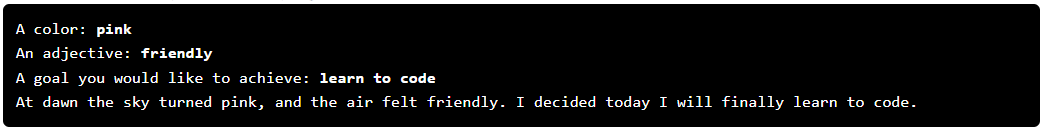 A color: pink
An adjective: friendly
A goal you would like to achieve: learn to code
At dawn the sky turned pink, and the air felt friendly. I decided today I will finally learn to code.